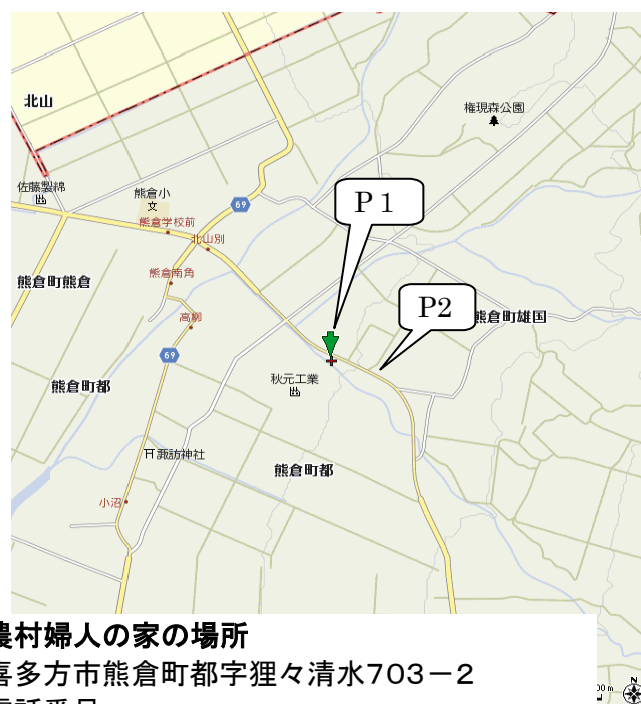 北山
権現森公園
佐藤製綿
熊倉小
文
69
P1
熊倉学校前
北山別
熊倉町熊倉
熊倉南角
P2
熊倉町雄国
高柳
69
秋元工業
熊倉町都
諏訪神社
熊倉町都
小沼
農村婦人の家の場所
喜多方市熊倉町都字狸々清水703－2
N